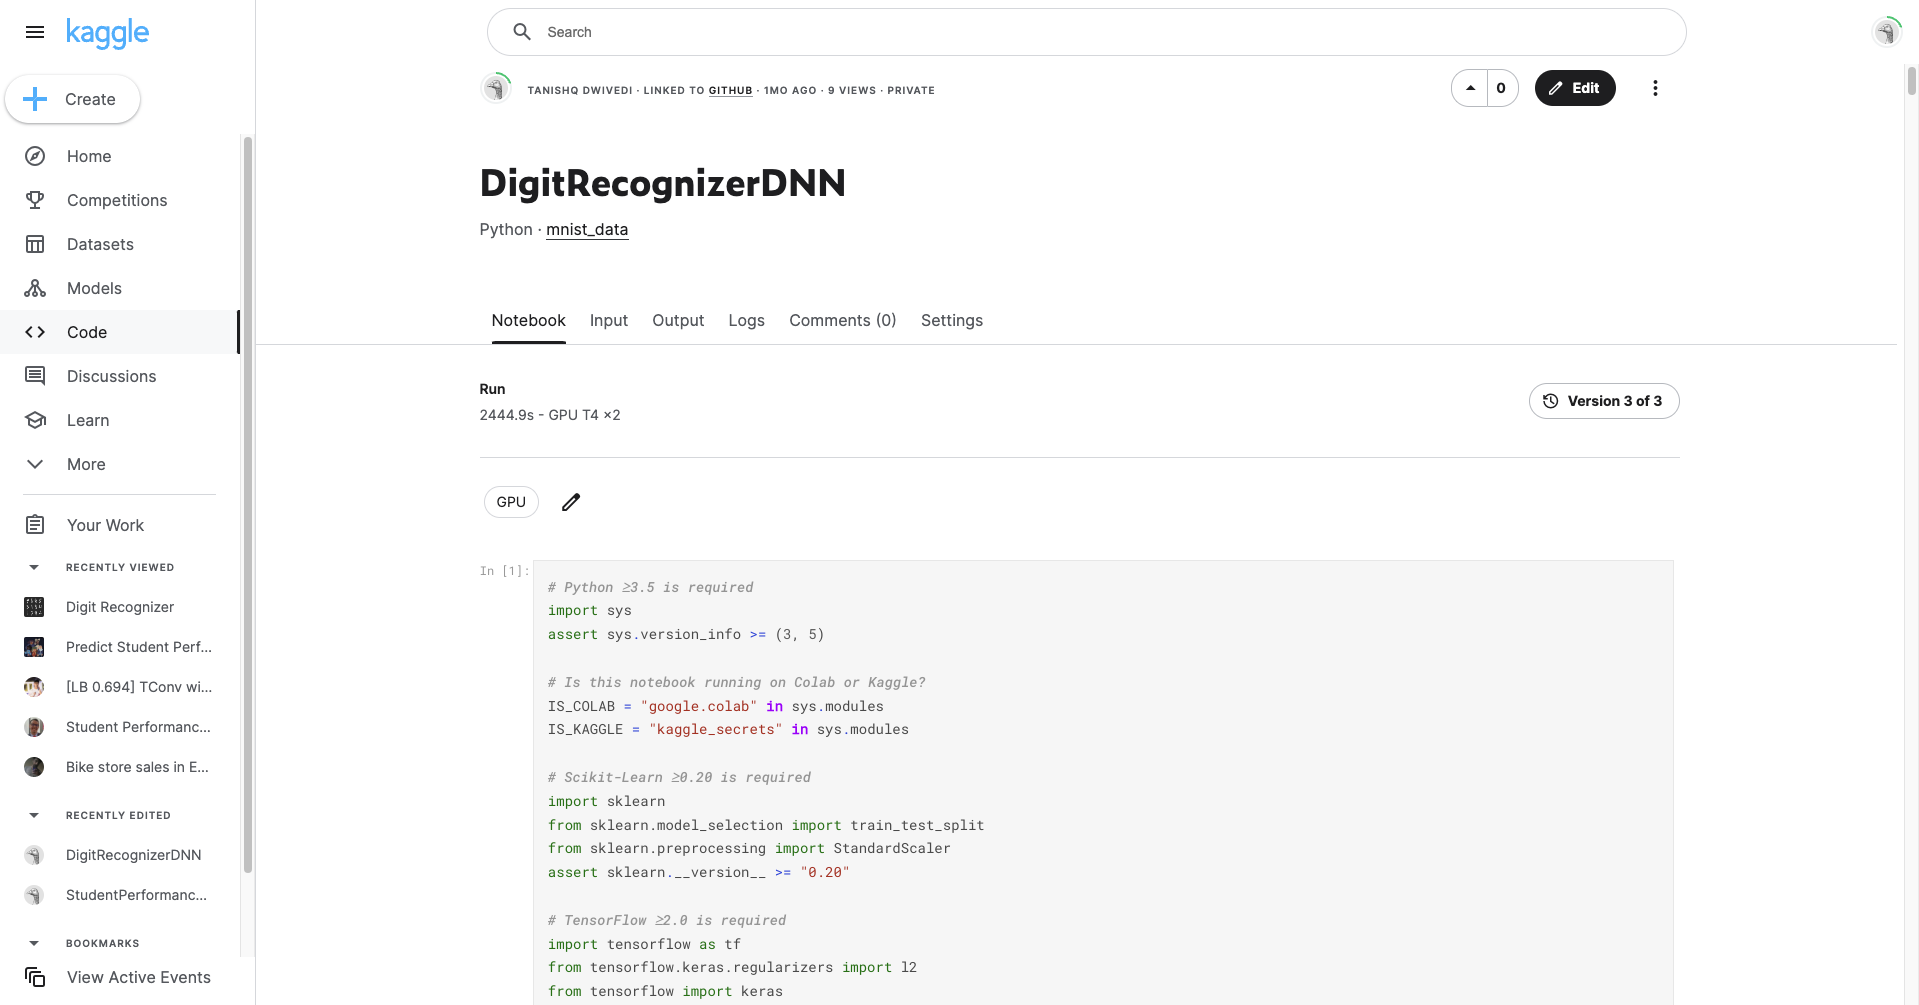 kaggle
Search
Create
Home
Competitions
Datasets
Models
Code
Discussions
Learn
More
Your Work
RECENTLY VIEWED
Digit Recognizer
Predict Student Perf...
[LB 0.694] TConv wi...
Student Performanc...
Bike store sales in E...
RECENTLY EDITED
DigitRecognizerDNN
StudentPerformanc...
BOOKMARKS
View Active Events
TANISHQ DWIVEDI · LINKED TO GITHUB · 1MO AGO · 9 VIEWS · PRIVATE
0
Edit
DigitRecognizerDNN
Python · mnist_data
Notebook Input Output Logs Comments (0) Settings
Run
2444.9s - GPU T4 ×2
Version 3 of 3
GPU
In [1]:
# Python ≥3.5 is required
import sys
assert sys.version_info >= (3, 5)
# Is this notebook running on Colab or Kaggle?
IS_COLAB = "google.colab" in sys.modules
IS_KAGGLE = "kaggle_secrets" in sys.modules
# Scikit-Learn ≥0.20 is required
import sklearn
from sklearn.model_selection import train_test_split
from sklearn.preprocessing import StandardScaler
assert sklearn.__version__ >= "0.20"
# TensorFlow ≥2.0 is required
import tensorflow as tf
from tensorflow.keras.regularizers import l2
from tensorflow import keras